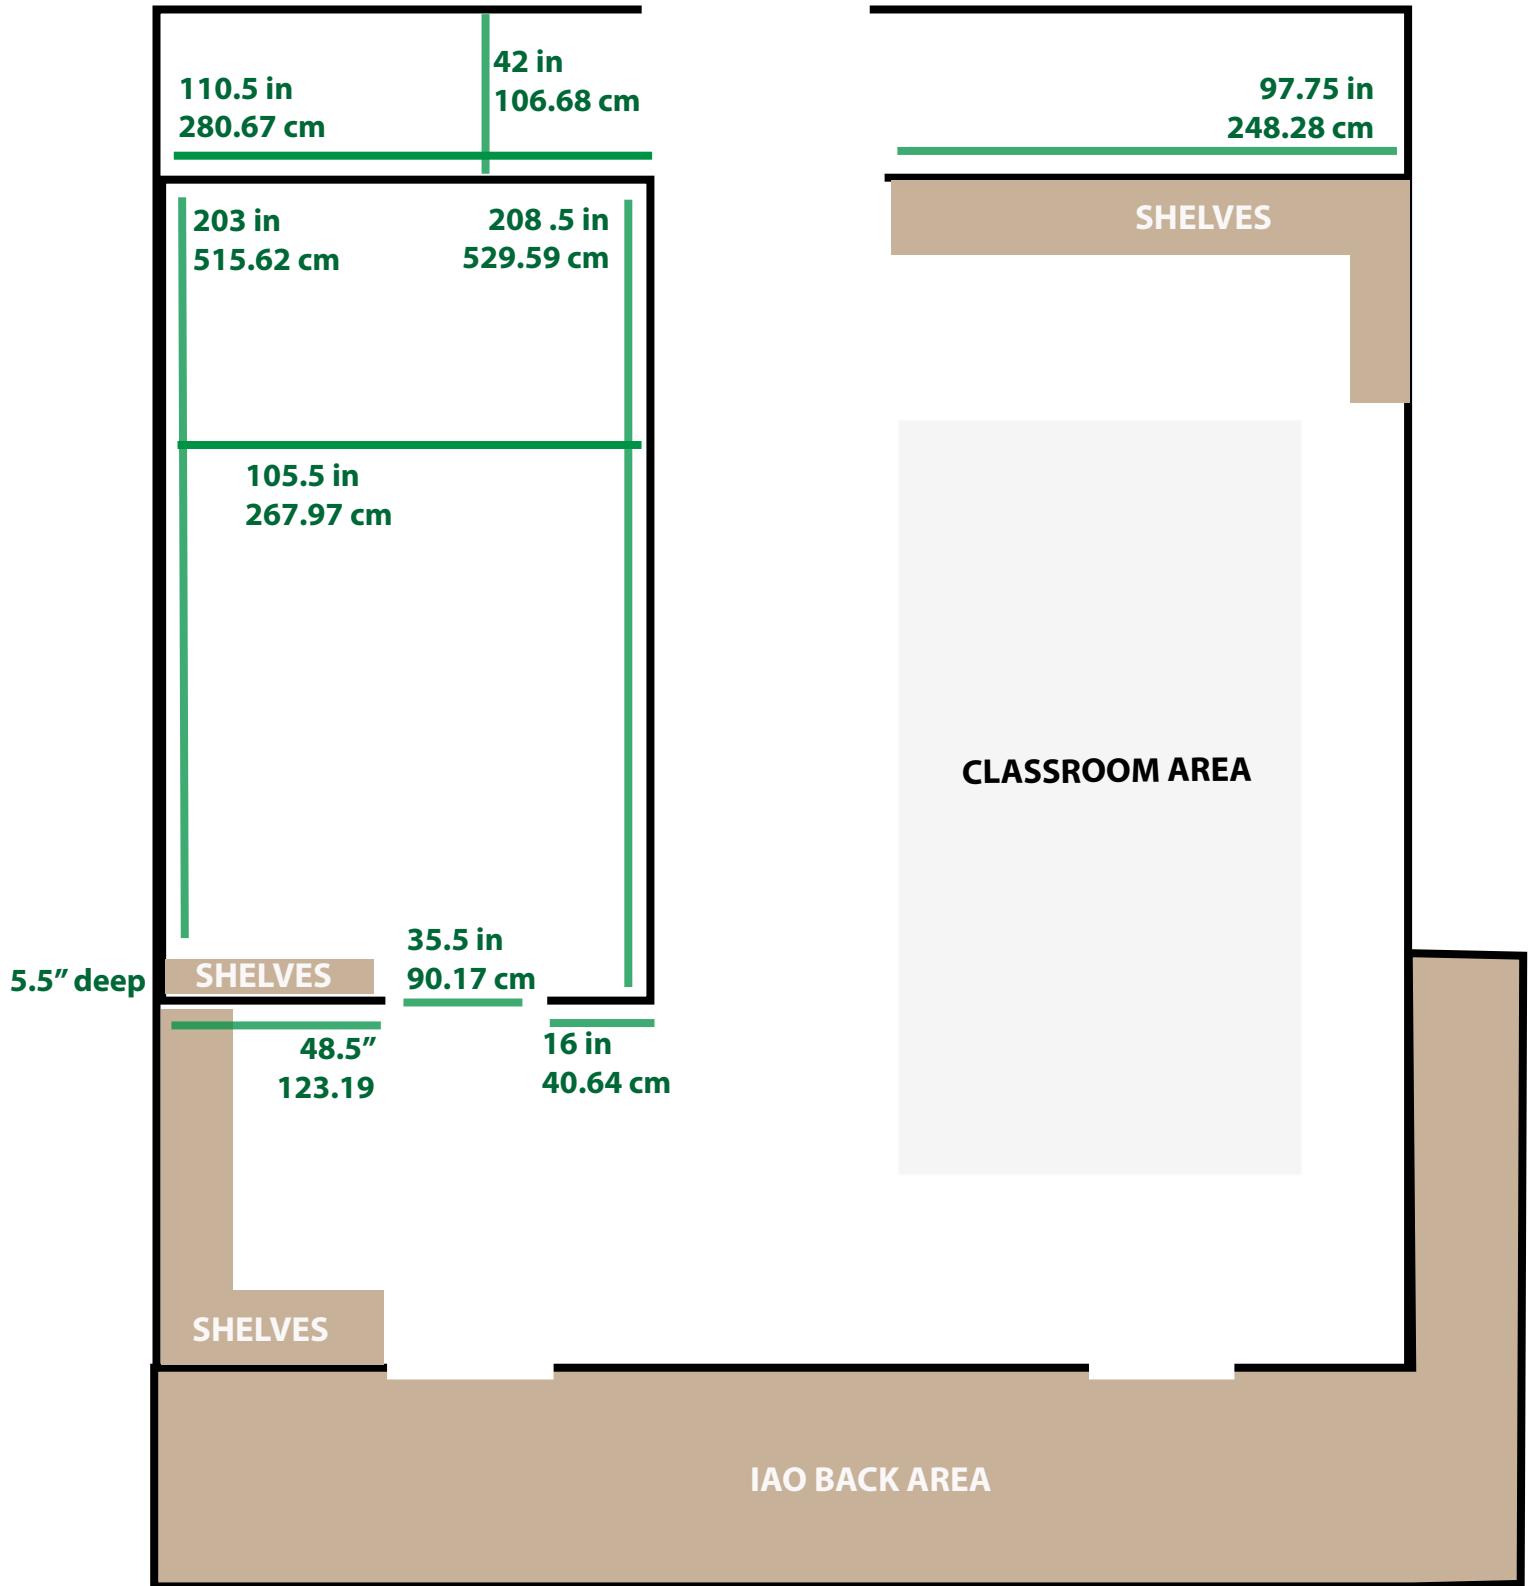 42 in
106.68 cm
110.5 in
280.67 cm
97.75 in
248.28 cm
203 in
515.62 cm
208 .5 in
529.59 cm
SHELVES
105.5 in
267.97 cm
CLASSROOM AREA
35.5 in
90.17 cm
5.5” deep
SHELVES
48.5”
123.19
16 in
40.64 cm
SHELVES
IAO BACK AREA